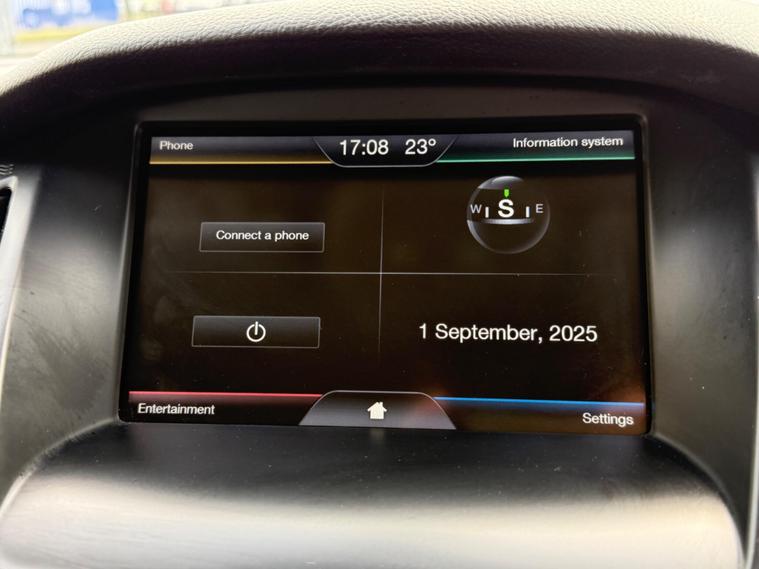 Phone
17:08 23°
Information system
W S E
Connect a phone
1 September, 2025
Entertainment
Settings